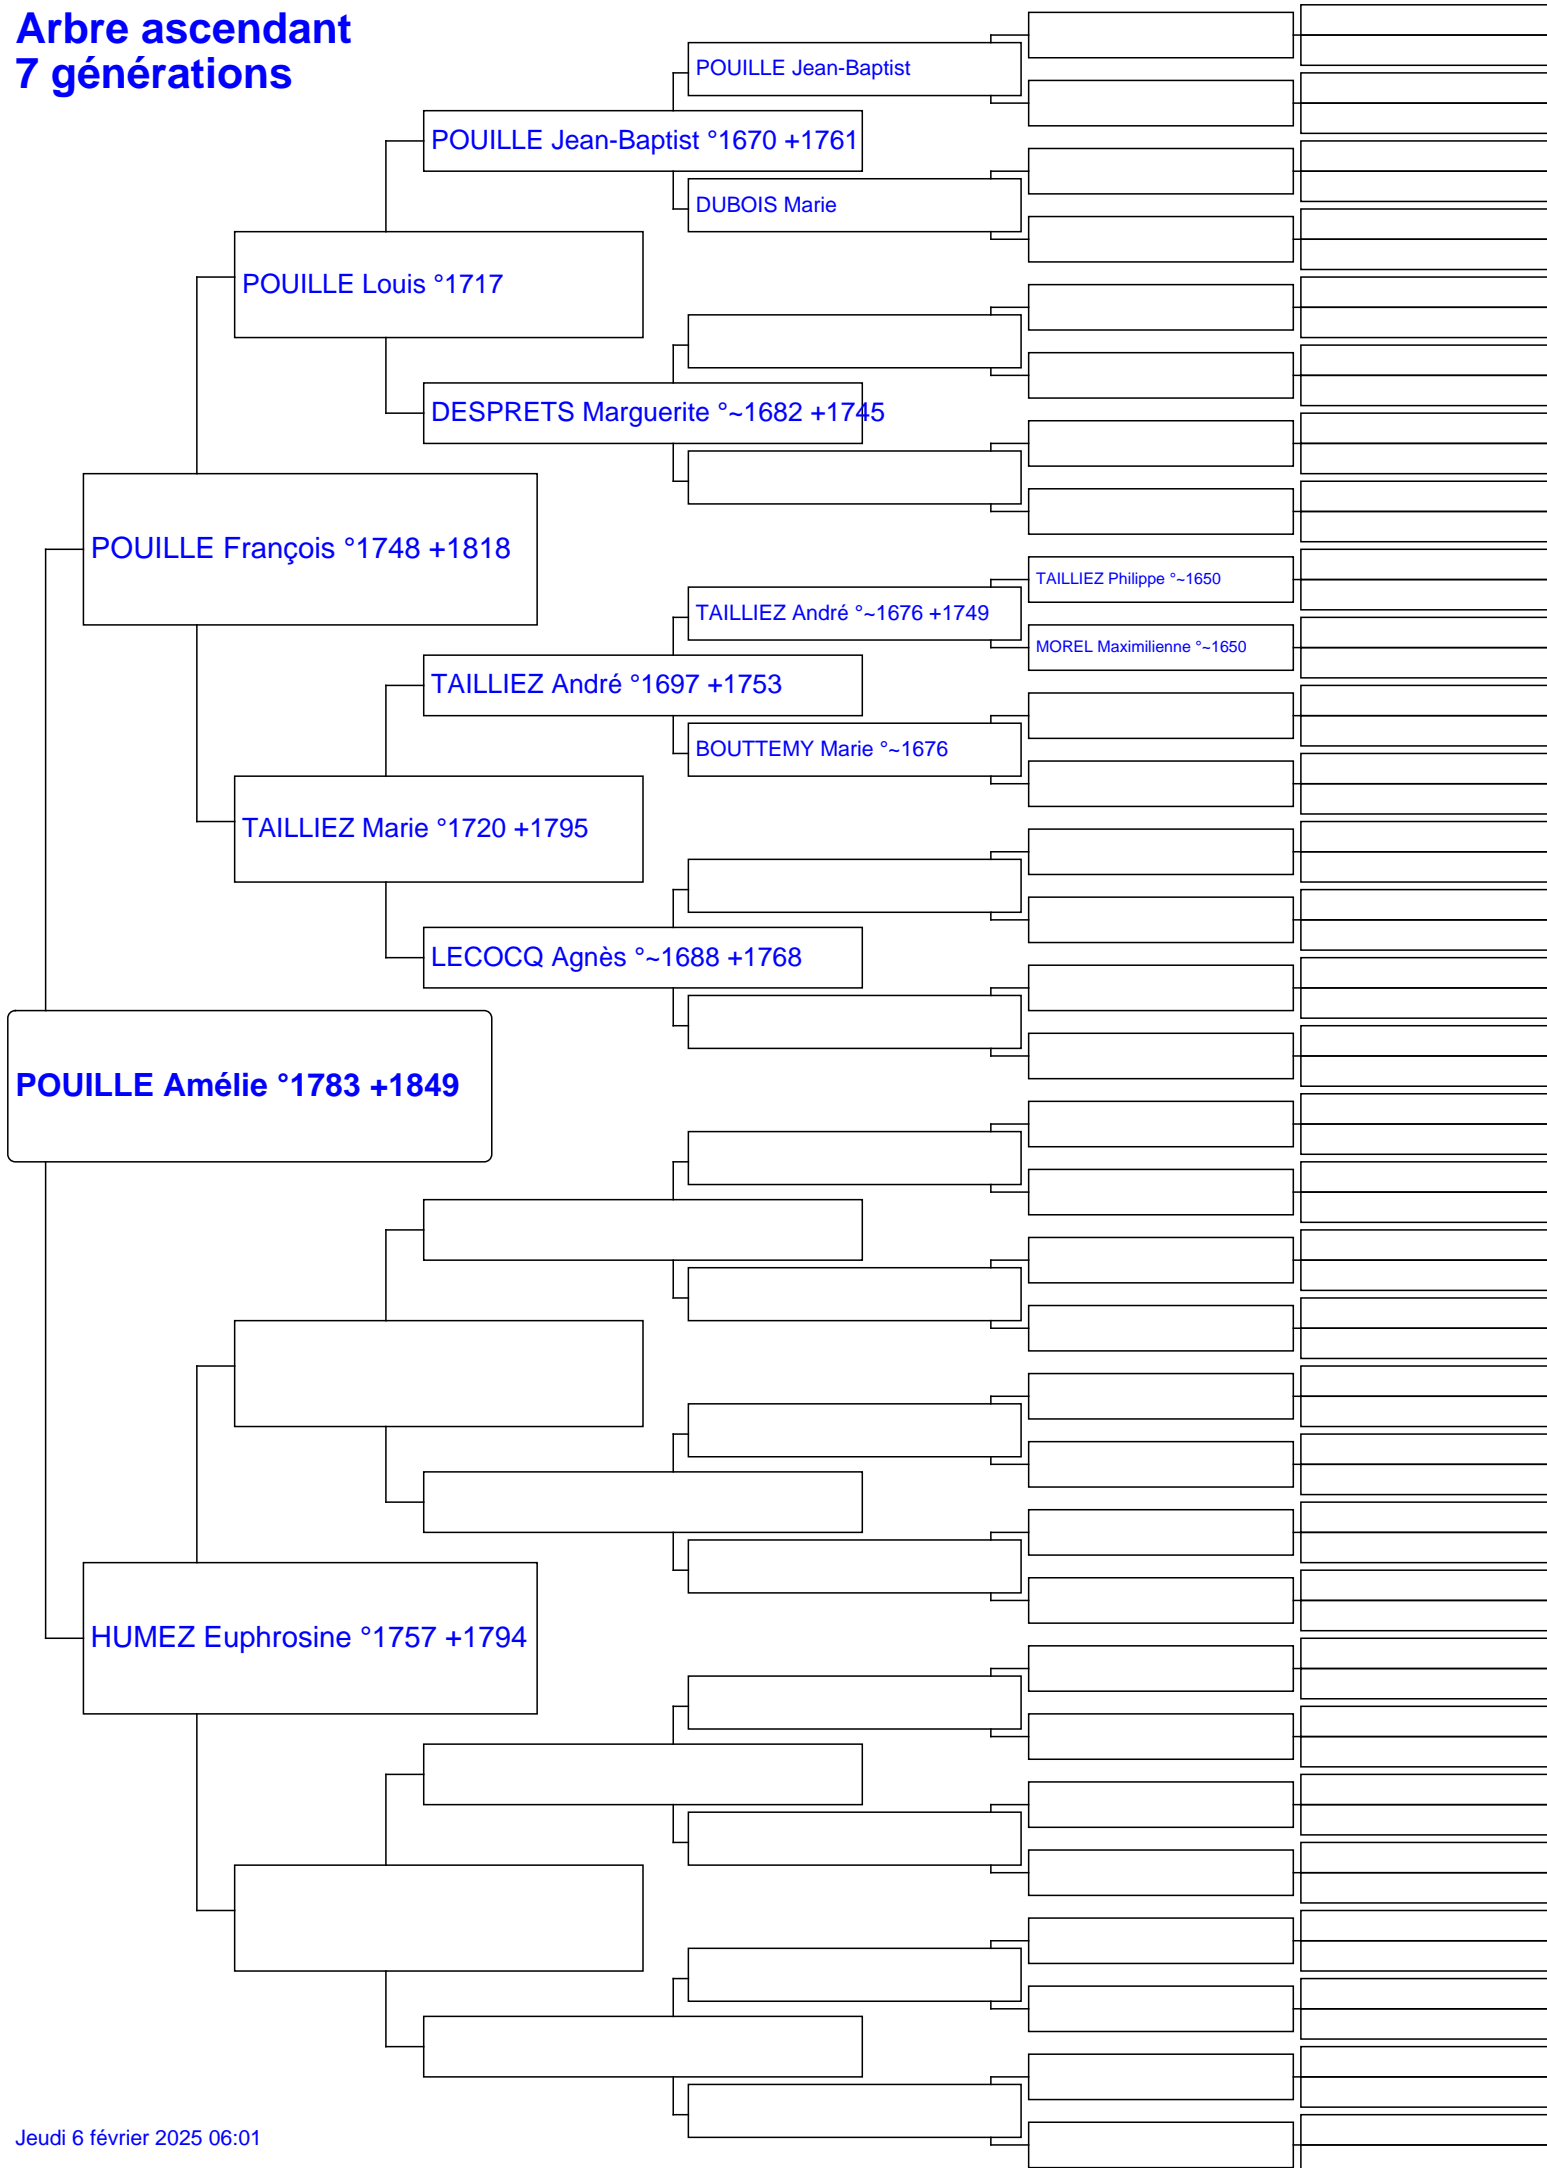 Arbre ascendant
7 générations
POUILLE Jean-Baptist
POUILLE Jean-Baptist °1670 +1761
DUBOIS Marie
POUILLE Louis °1717
DESPRETS Marguerite °~1682 +1745
POUILLE François °1748 +1818
TAILLIEZ Philippe °~1650
TAILLIEZ André °~1676 +1749
MOREL Maximilienne °~1650
TAILLIEZ André °1697 +1753
BOUTTEMY Marie °~1676
TAILLIEZ Marie °1720 +1795
LECOCQ Agnès °~1688 +1768
POUILLE Amélie °1783 +1849
HUMEZ Euphrosine °1757 +1794
Jeudi 6 février 2025 06:01